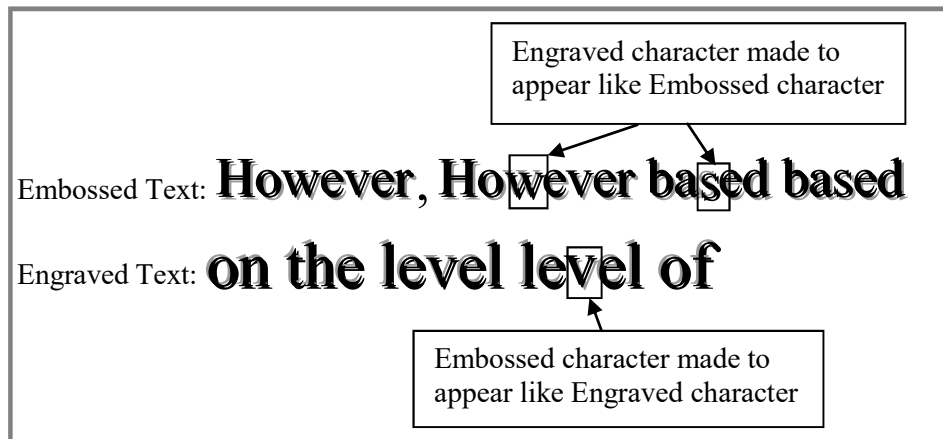 Engraved character made to
appear like Embossed character
Embossed Text: However, However based based
Engraved Text: on the level level of
Embossed character made to
appear like Engraved character